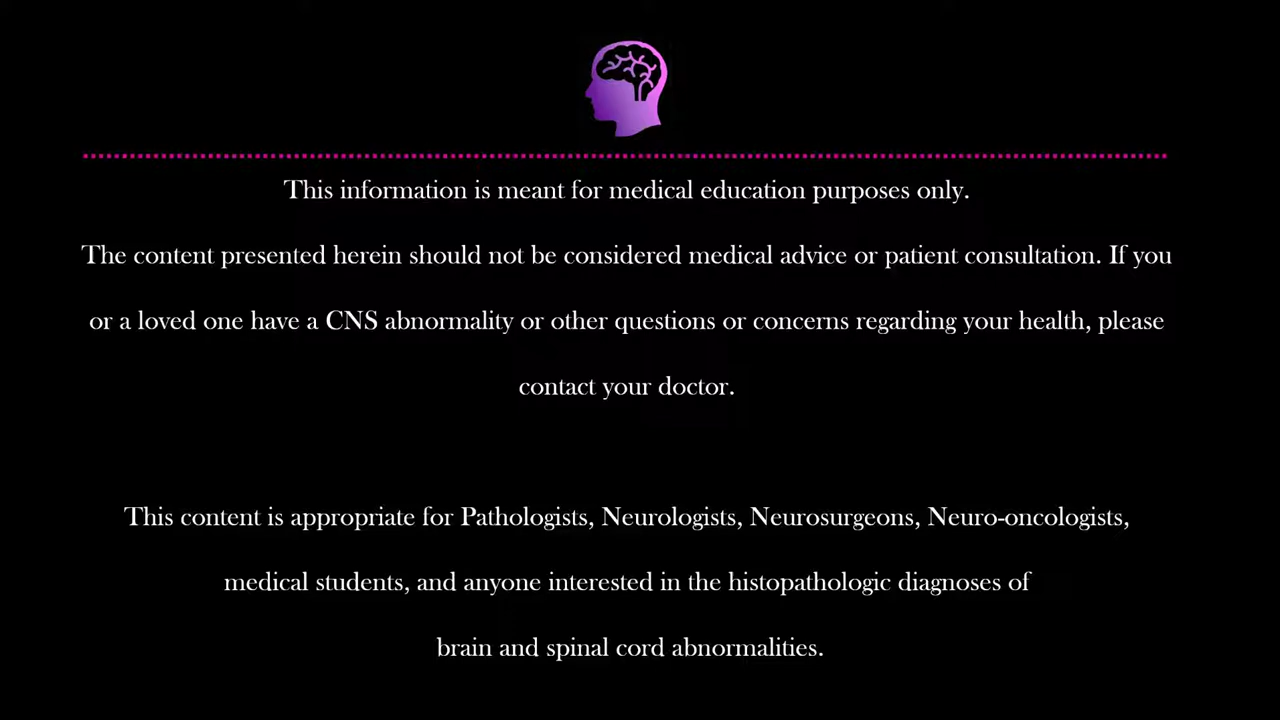 This information is meant for medical education purposes only.
The content presented herein should not be considered medical advice or patient consultation. If you
or a loved one have a CNS abnormality or other questions or concerns regarding your health, please
contact your doctor.
This content is appropriate for Pathologists, Neurologists, Neurosurgeons, Neuro-oncologists,
medical students, and anyone interested in the histopathologic diagnoses of
brain and spinal cord abnormalities.